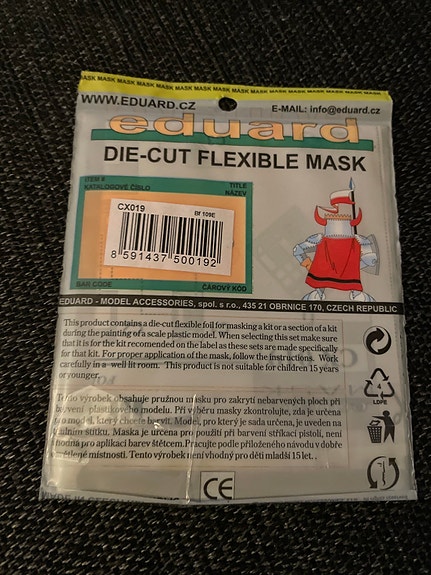 MASK MASK MASK MASK MASK MASK MASK MASK MASK MASK MASK MASK MASK
WWW.EDUARD.CZ E-MAIL: info@eduard.cz
eduard
DIE-CUT FLEXIBLE MASK
ITEM # TITLE
KATALOGOVÉ ČÍSLO NÁZEV
CX019 Bf 109E
8 591437 500192
BAR CODE ČÁROVÝ KÓD
EDUARD - MODEL ACCESSORIES, spol. s r.o., 435 21 OBRNICE 170, CZECH REPUBLIC
This product contains a die-cut flexible foil for masking a kit or a section of a kit
during the painting of a scale plastic model. When selecting this set make sure
that it is for the kit recomended on the label as these sets are made specifically
for that kit. For proper application of the mask, follow the instructions. Work
carefully in a well lit room. This product is not suitable for children 15 years
or younger.
Tento výrobek obsahuje pružnou masku pro zakrytí nebarvených ploch při
barvení plastikového modelu. Při výběru masky zkontrolujte, zda je určena
pro model, který chcete barvit. Model, pro který je sada určena, je uveden na
štítku. Maska je určena pro použití při barvení stříkací pistolí, není
vhodná pro aplikaci barev štětcem. Pracujte podle přiloženého návodu v dobře
světlené místnosti. Tento výrobek není vhodný pro děti mladší 15 let.
4
LDPE
CE